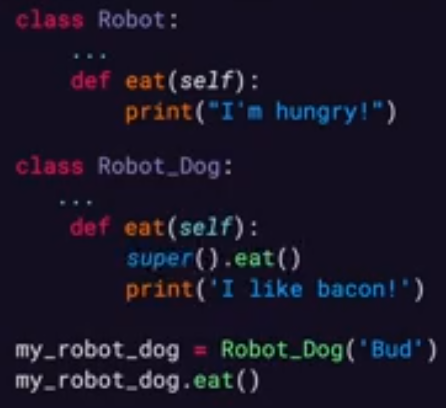 class Robot:
    ...
    def eat(self):
        print("I'm hungry!")
class Robot_Dog:
   ...
    def eat(self):
        super().eat()
        print('I like bacon!')
my_robot_dog = Robot_Dog('Bud')
my_robot_dog.eat()